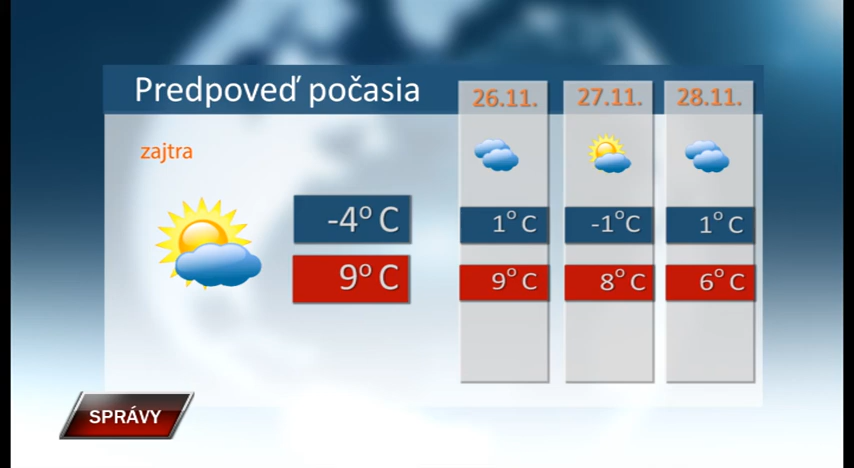 Predpoveď počasia
zajtra
-4° C
9° C
26.11. 27.11. 28.11.
1° C -1°C 1° C
9° C 8° C 6° C
SPRÁVY